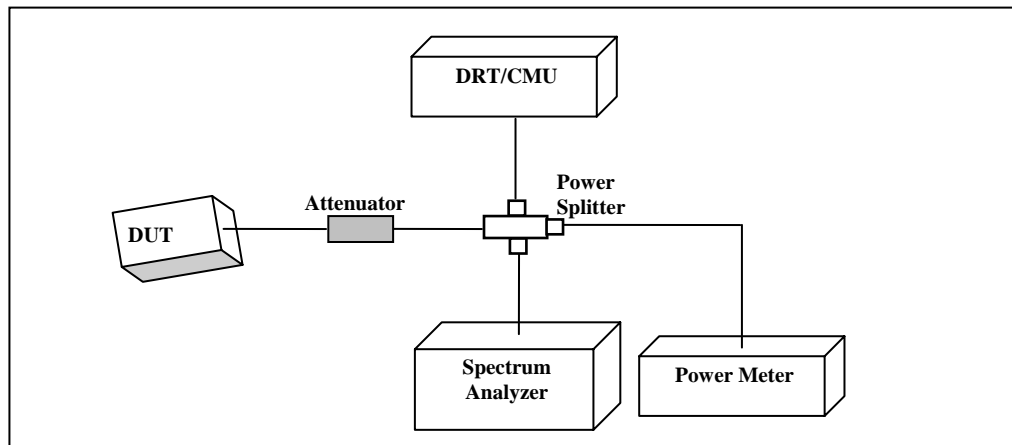 DRT/CMU
Power
Splitter
Attenuator
DUT
Spectrum
Analyzer
Power Meter